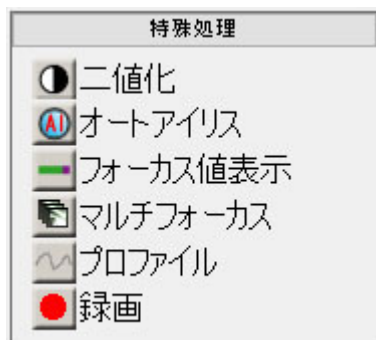 特殊処理
二値化
AI オートアイリス
フォーカス値表示
マルチフォーカス
プロファイル
録画